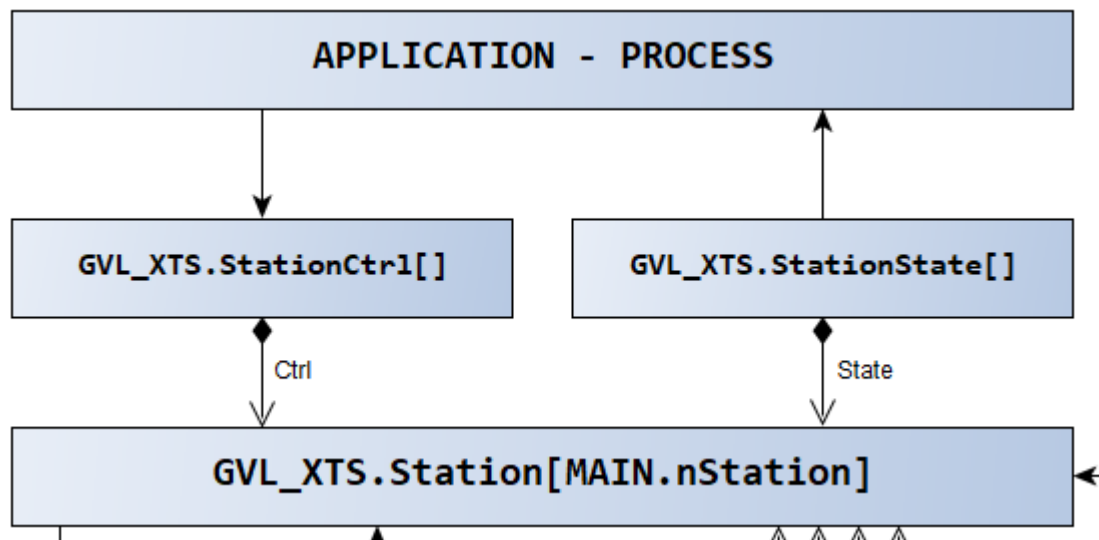 APPLICATION - PROCESS
GVL_XTS.StationCtrl[]
GVL_XTS.StationState[]
Ctrl
State
GVL_XTS.Station[MAIN.nStation]